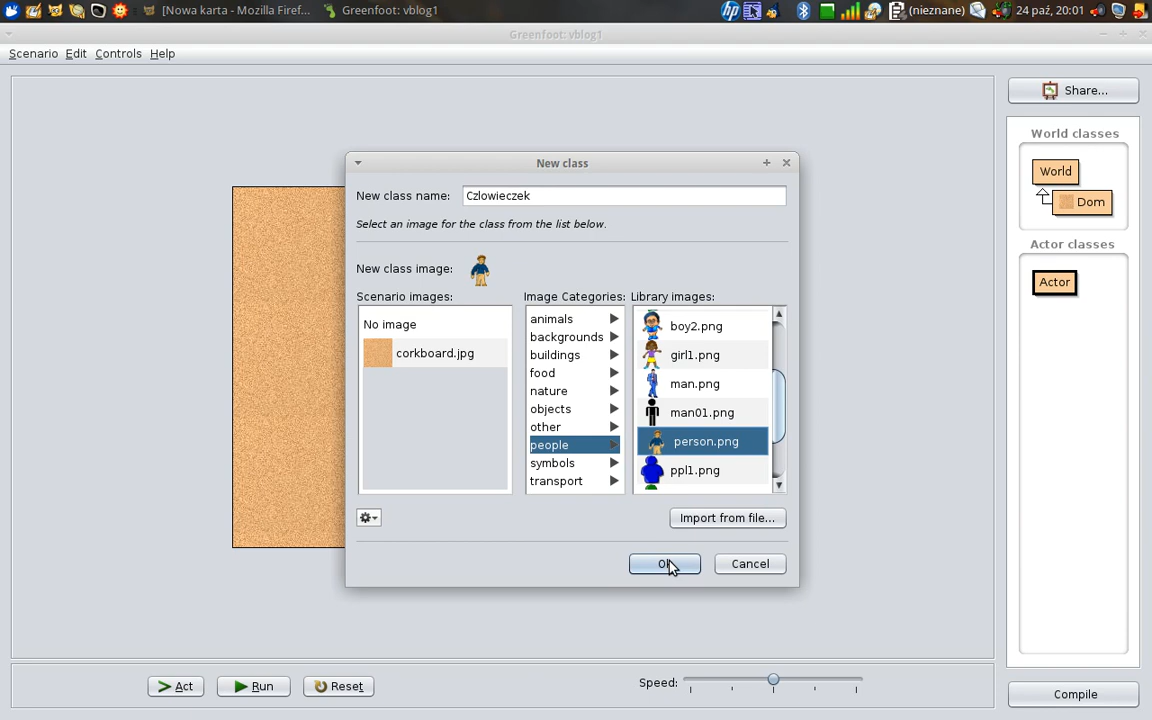 [Nowa karta - Mozilla Firef...
Greenfoot: vblog1
(nieznane)
24 paź, 20:01
Greenfoot: vblog1
Scenario Edit Controls Help
Share...
World classes
World
Dom
Actor classes
Actor
New class
New class name: Czlowieczek
Select an image for the class from the list below.
New class image:
Scenario images:
No image
corkboard.jpg
Image Categories:
animals
backgrounds
buildings
food
nature
objects
other
people
symbols
transport
Library images:
boy2.png
girl1.png
man.png
man01.png
person.png
ppl1.png
Import from file...
Ok
Cancel
Act
Run
Reset
Speed:
Compile